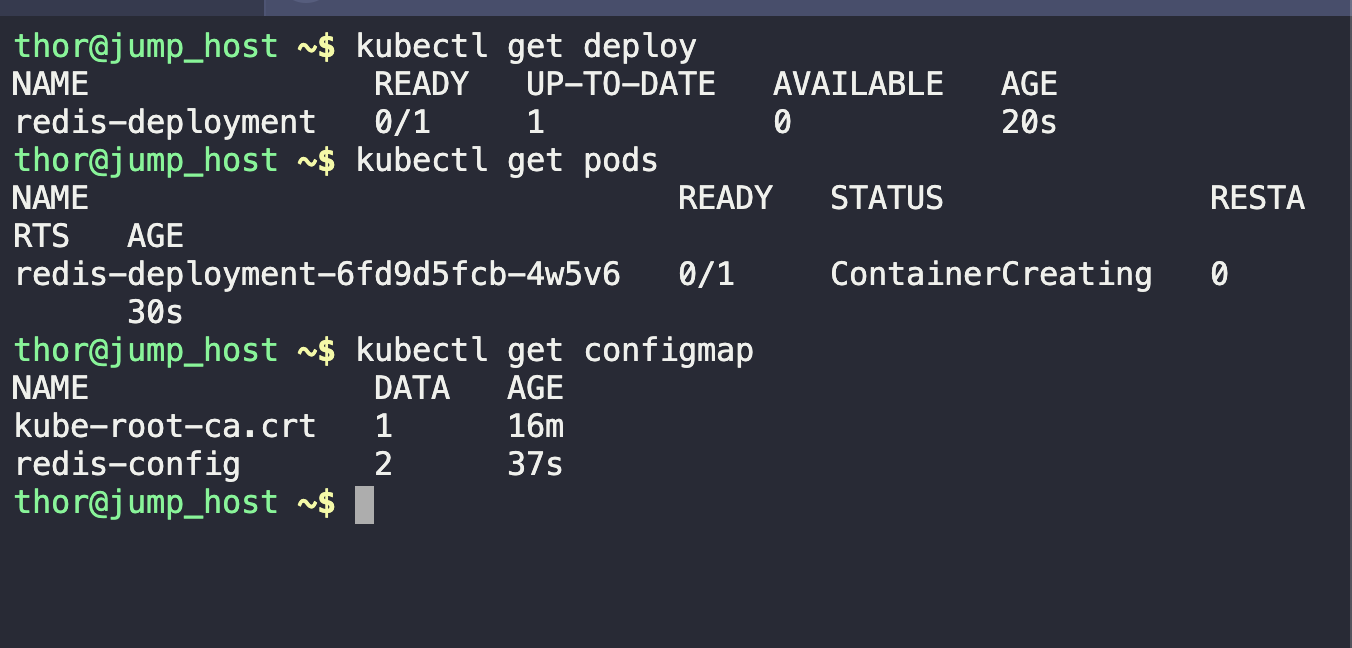 thor@jump_host ~$ kubectl get deploy
NAME               READY   UP-TO-DATE   AVAILABLE   AGE
redis-deployment   0/1     1            0           20s
thor@jump_host ~$ kubectl get pods
NAME                               READY   STATUS              RESTA
RTS   AGE
redis-deployment-6fd9d5fcb-4w5v6   0/1     ContainerCreating   0
      30s
thor@jump_host ~$ kubectl get configmap
NAME               DATA   AGE
kube-root-ca.crt   1      16m
redis-config       2      37s
thor@jump_host ~$